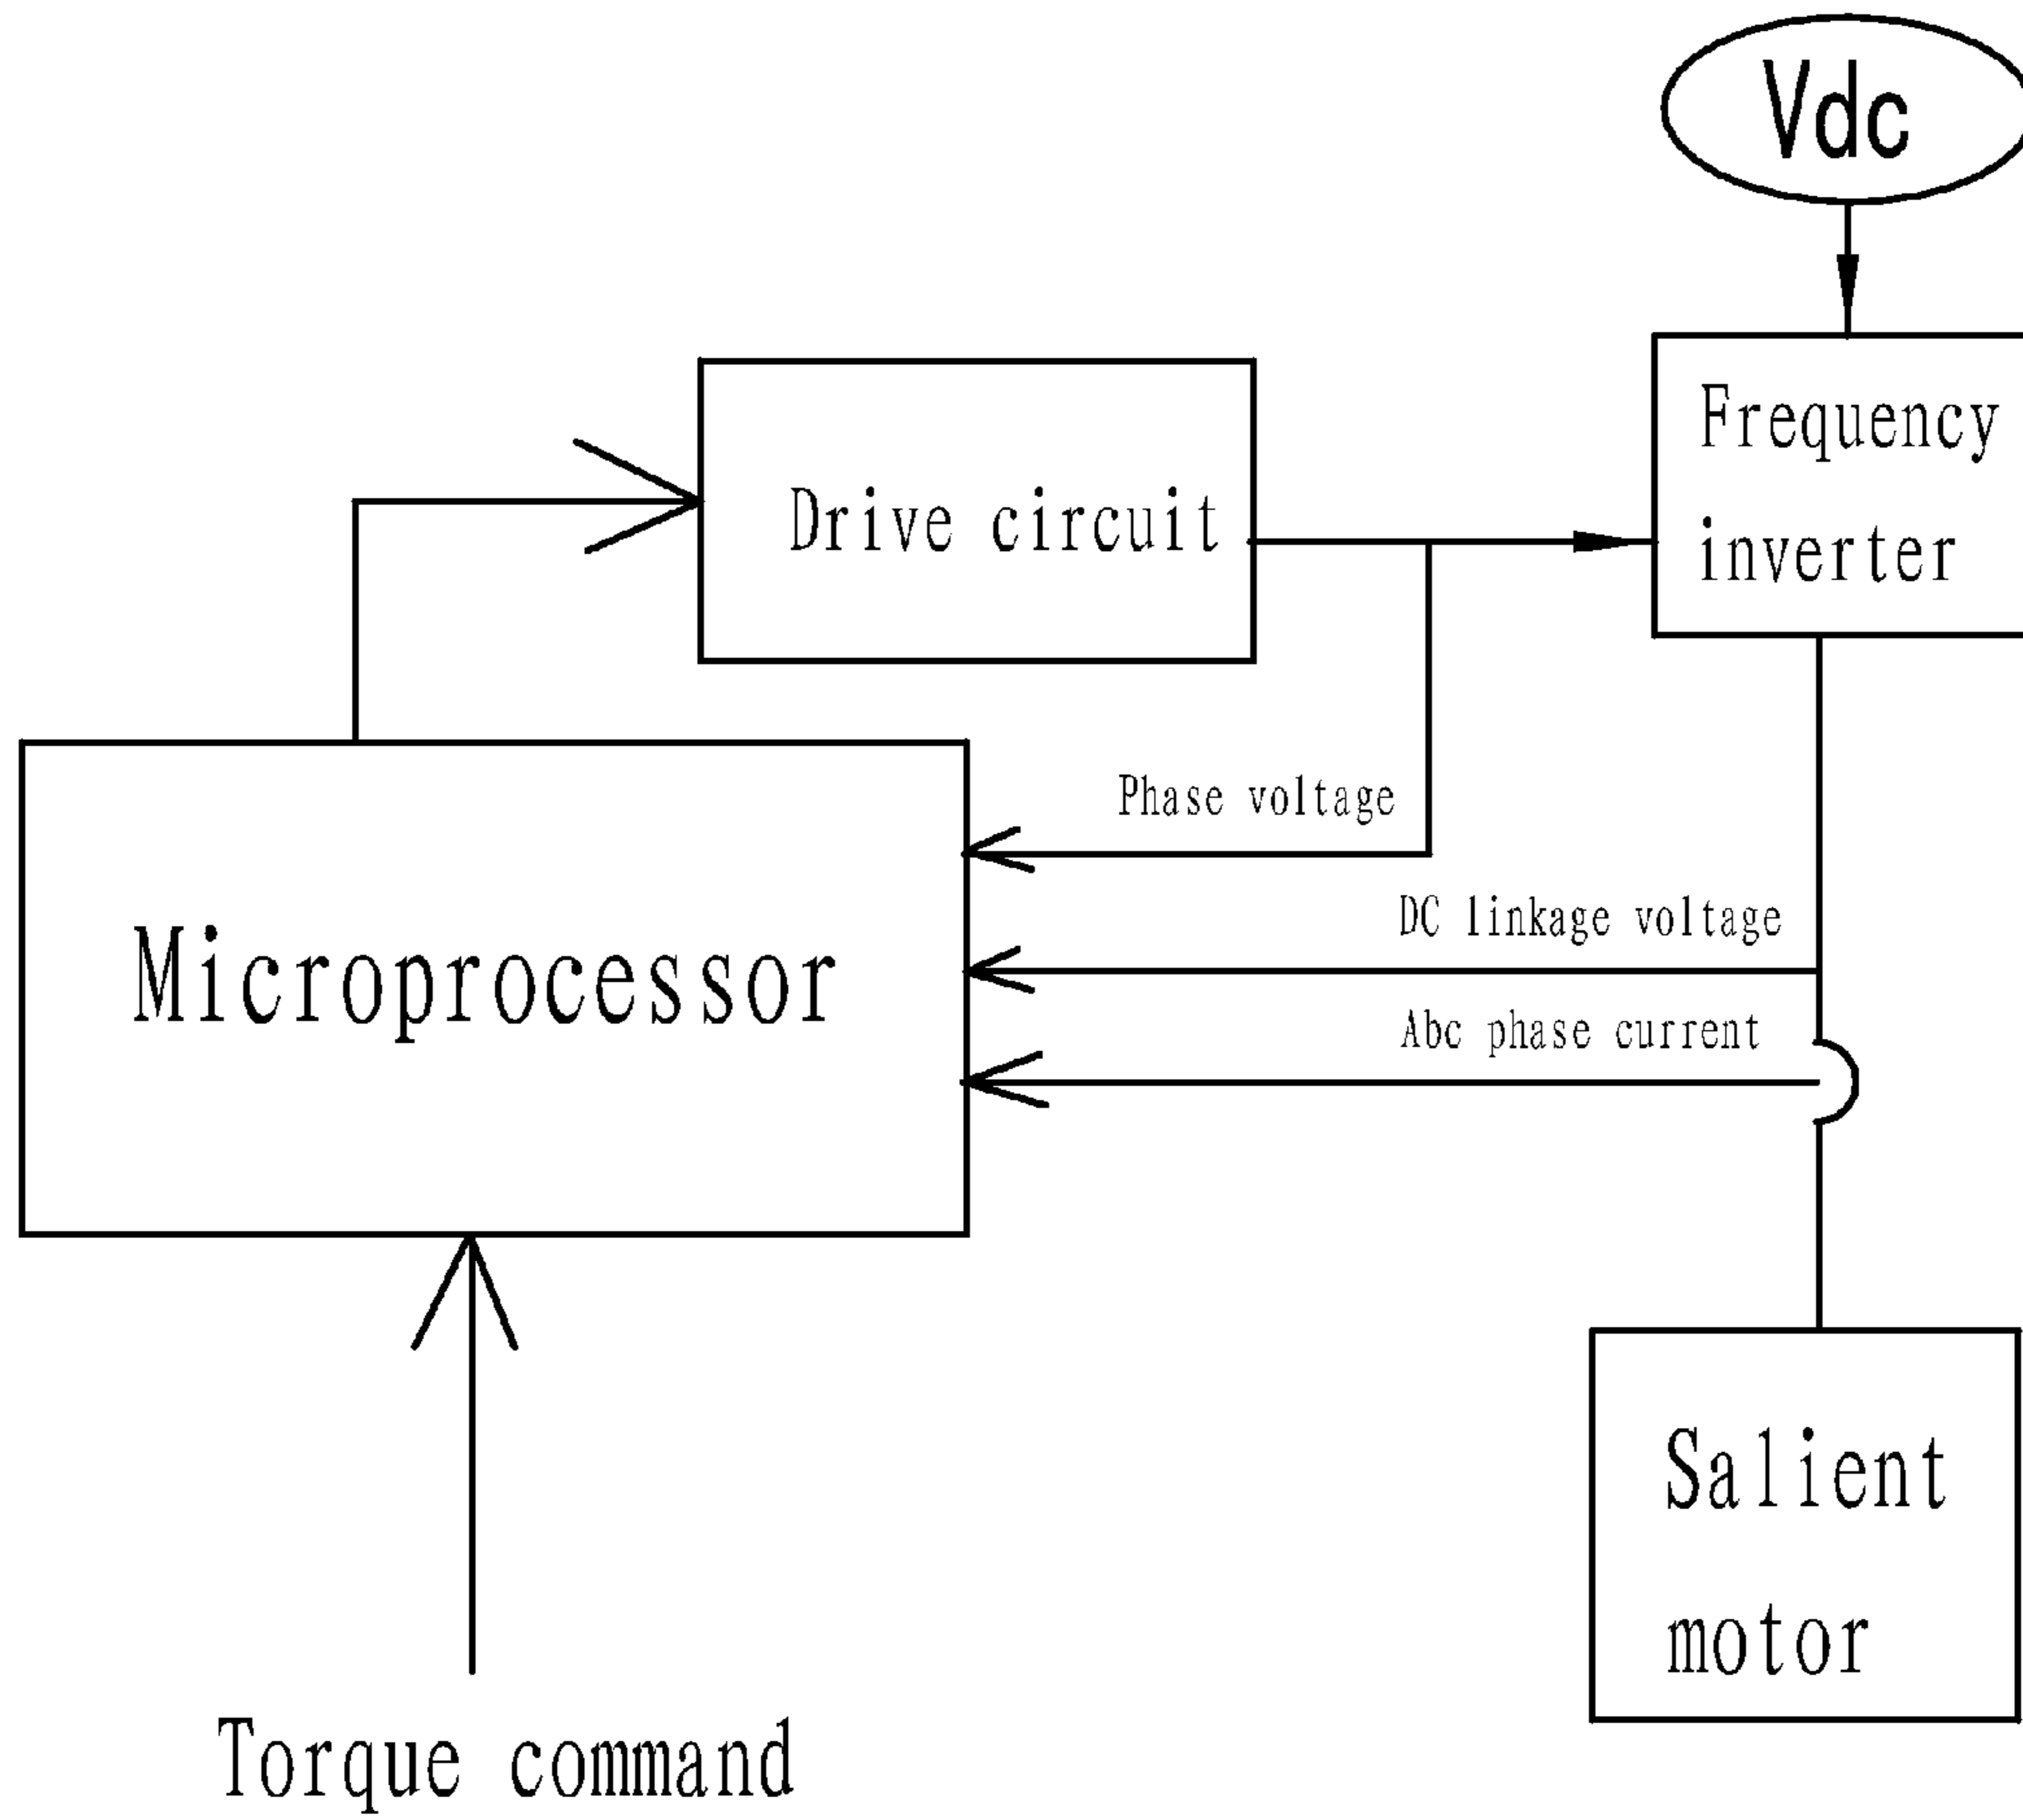 Vdc
Frequency
inverter
Drive circuit
Phase voltage
DC linkage voltage
Microprocessor
Abc phase current
Salient
motor
Torque command